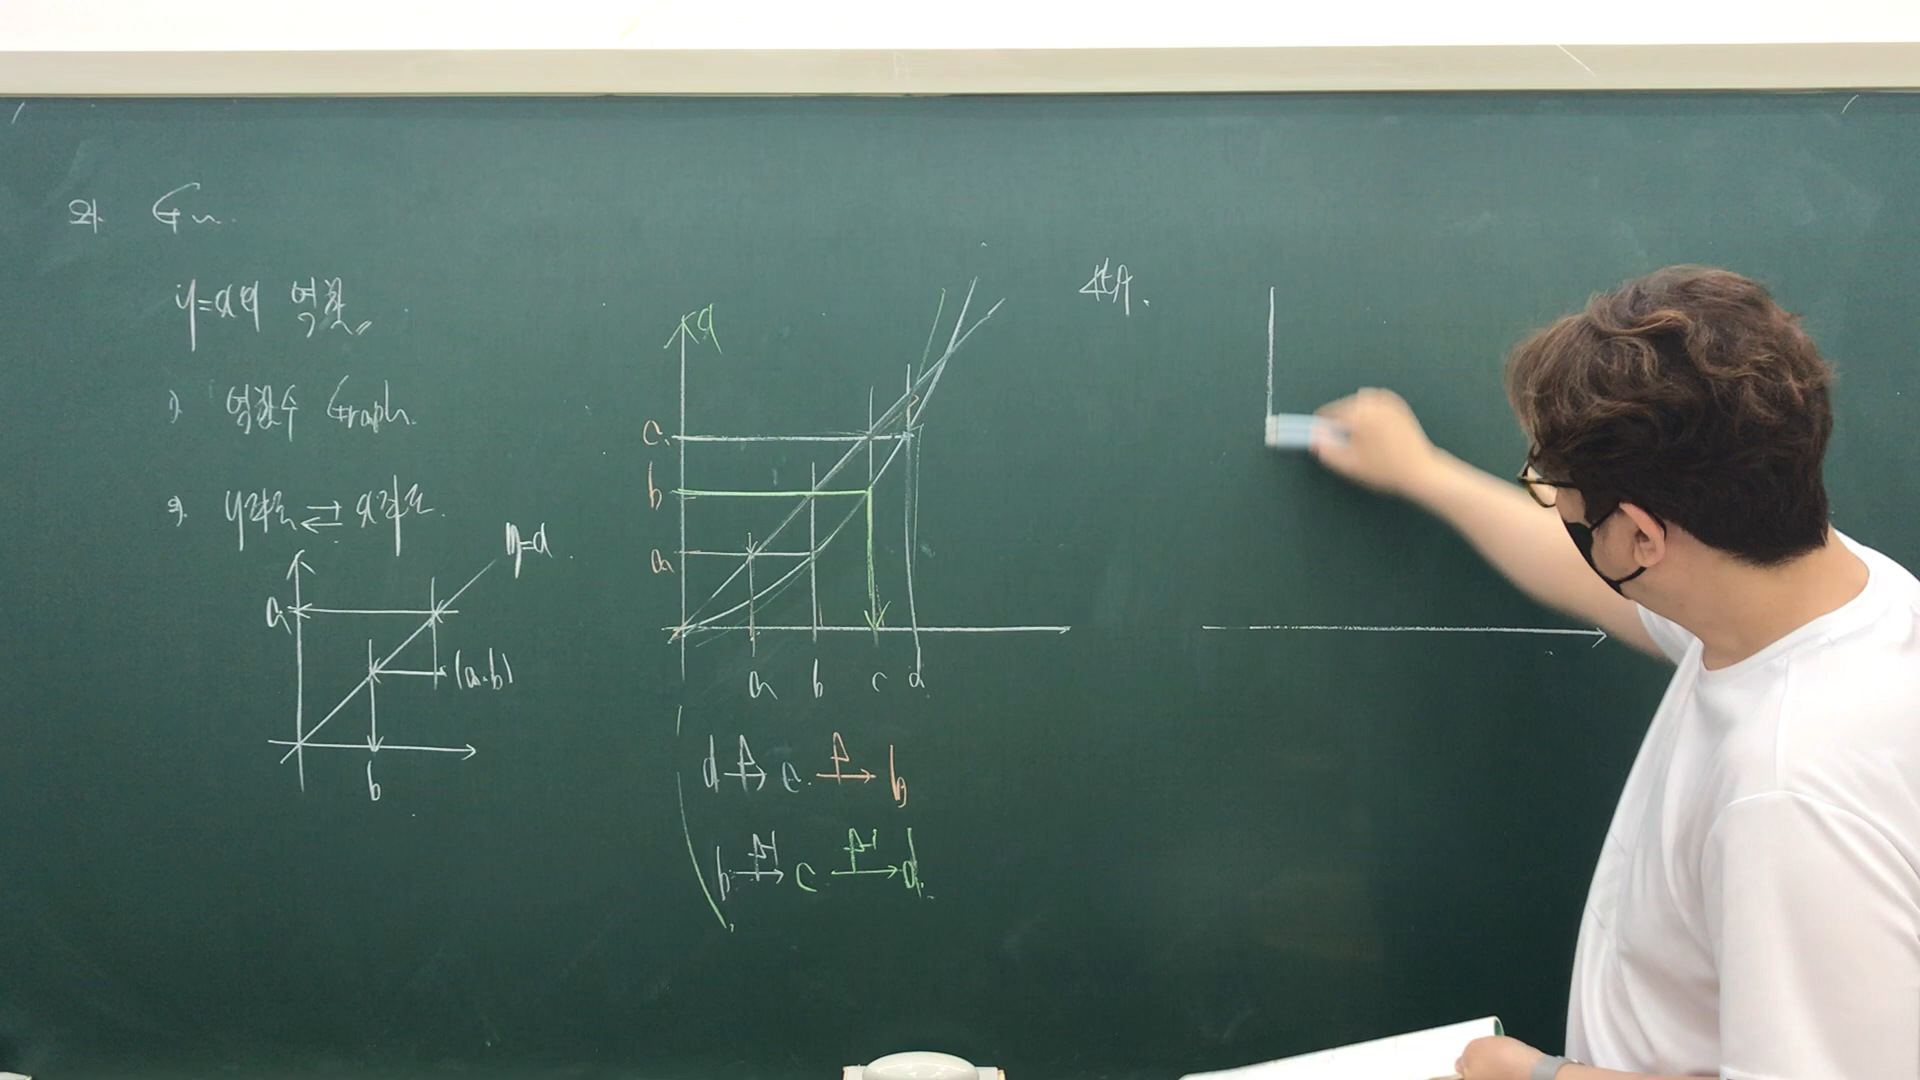 y=x의 역할
1. 역함수 Graph.
2. y좌표 ⇄ x좌표.
y=x
a
(a.b)
b
x
c
b
a
a b c d
d f→ c. f→ b
b f⁻¹→ c f⁻¹→ d.